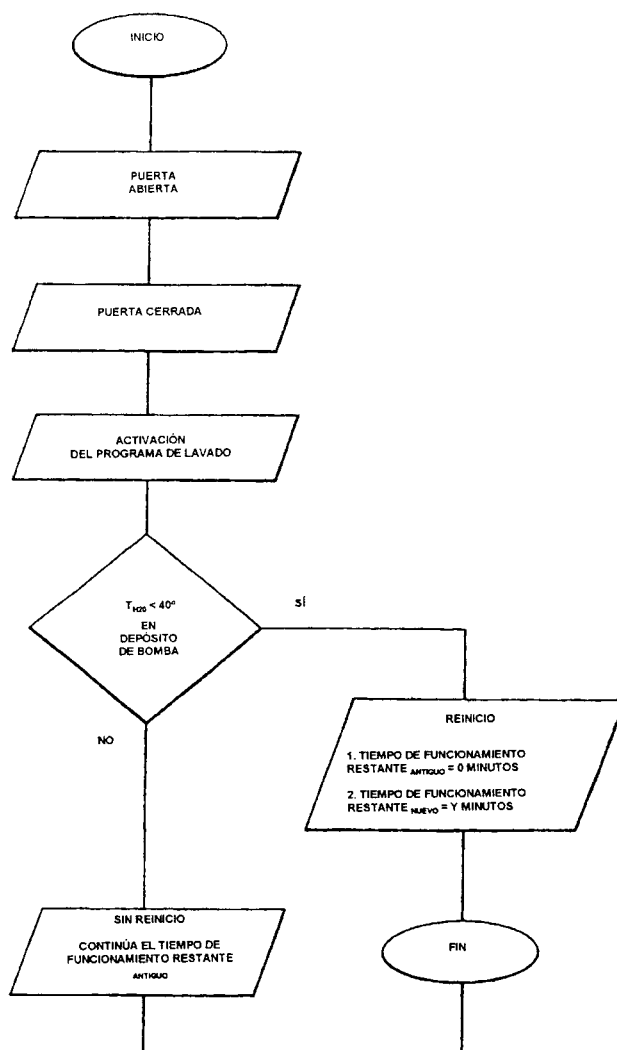 INICIO
PUERTA
ABIERTA
PUERTA CERRADA
ACTIVACIÓN
DEL PROGRAMA DE LAVADO
T H20 < 40º
EN
DEPÓSITO
DE BOMBA
SÍ
NO
REINICIO
1. TIEMPO DE FUNCIONAMIENTO
RESTANTE ANTIGUO = 0 MINUTOS
2. TIEMPO DE FUNCIONAMIENTO
RESTANTE NUEVO = Y MINUTOS
SIN REINICIO
CONTINÚA EL TIEMPO DE
FUNCIONAMIENTO RESTANTE
ANTIGUO
FIN